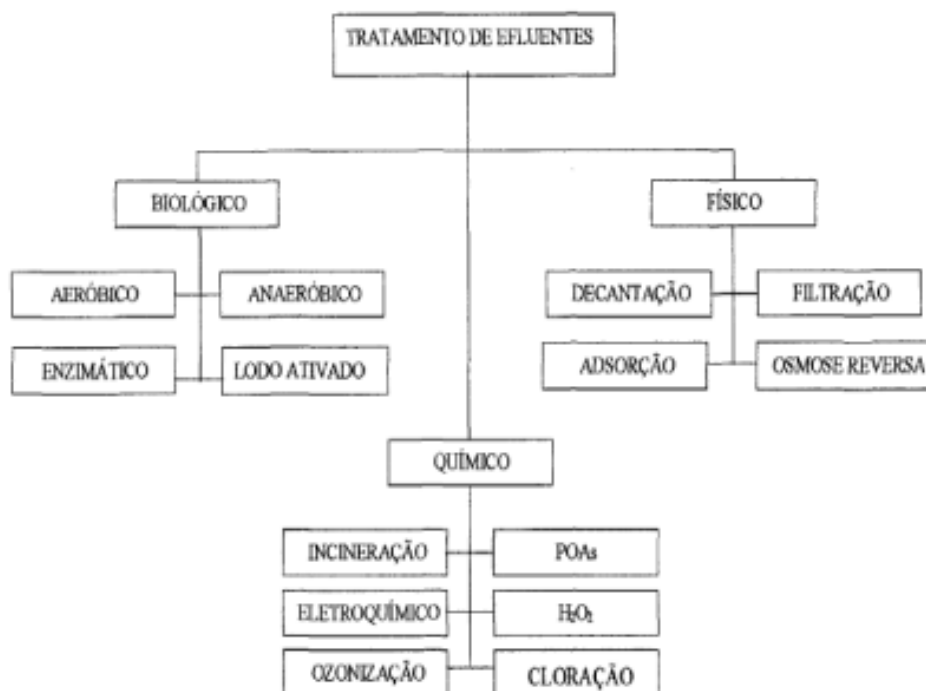 TRATAMENTO DE EFLUENTES
BIOLÓGICO
FÍSICO
AERÓBICO
ANAERÓBICO
DECANTAÇÃO
FILTRAÇÃO
ENZIMÁTICO
LODO ATIVADO
ADSORÇÃO
OSMOSE REVERSA
QUÍMICO
INCINERAÇÃO
POAs
ELETROQUÍMICO
H₂O₂
OZONIZAÇÃO
CLORAÇÃO